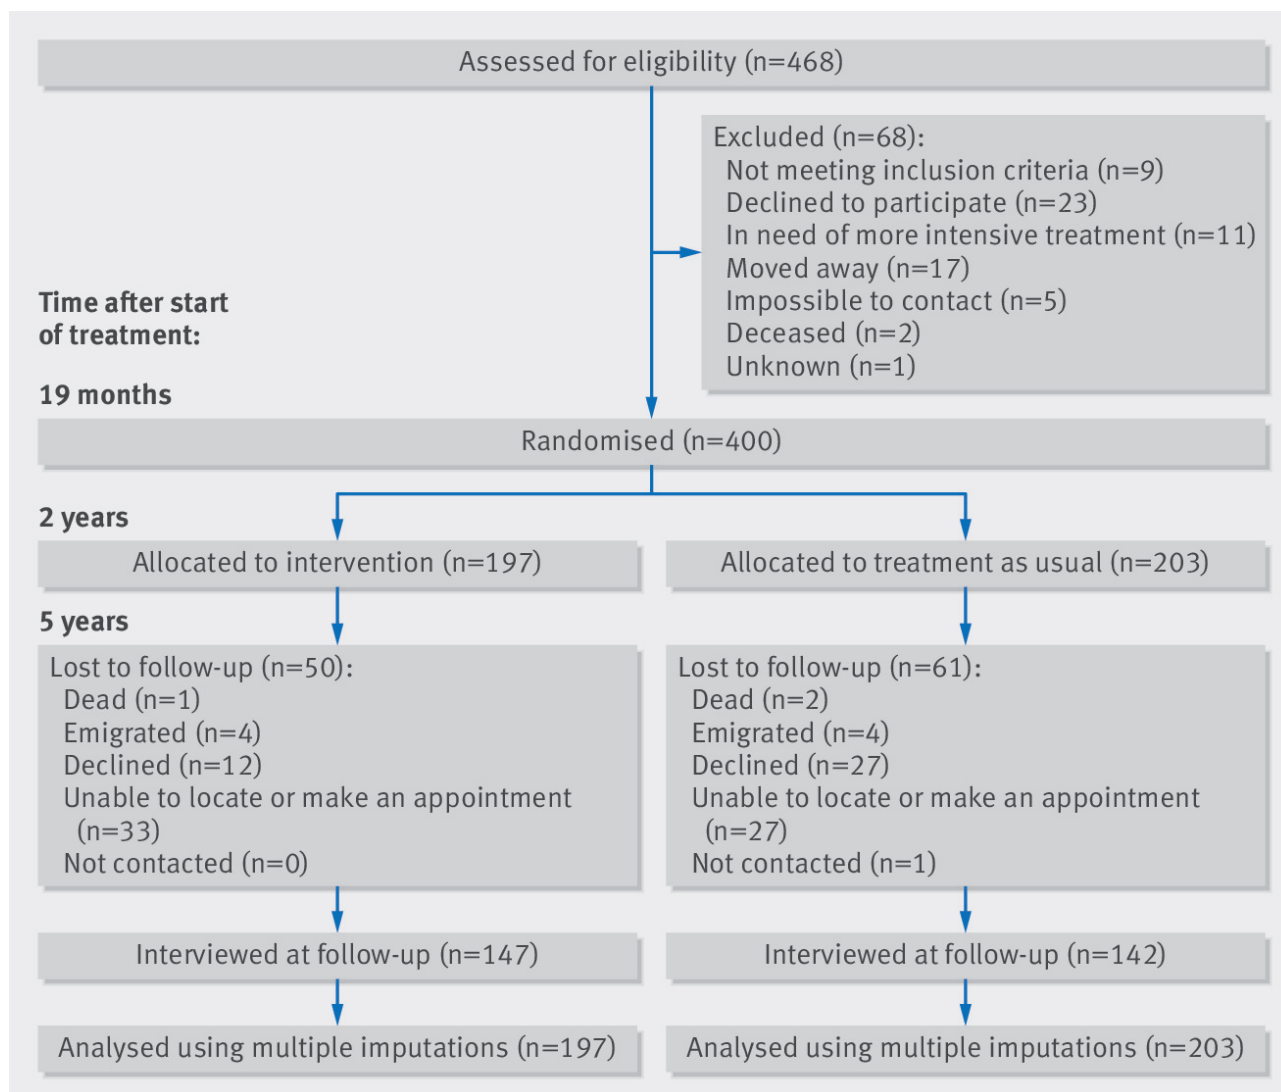 Assessed for eligibility (n=468)
Excluded (n=68):
Not meeting inclusion criteria (n=9)
Declined to participate (n=23)
In need of more intensive treatment (n=11)
Moved away (n=17)
Impossible to contact (n=5)
Deceased (n=2)
Unknown (n=1)
Time after start
of treatment:
19 months
Randomised (n=400)
2 years
Allocated to intervention (n=197)
Allocated to treatment as usual (n=203)
5 years
Lost to follow-up (n=50):
Dead (n=1)
Emigrated (n=4)
Declined (n=12)
Unable to locate or make an appointment
(n=33)
Not contacted (n=0)
Lost to follow-up (n=61):
Dead (n=2)
Emigrated (n=4)
Declined (n=27)
Unable to locate or make an appointment
(n=27)
Not contacted (n=1)
Interviewed at follow-up (n=147)
Interviewed at follow-up (n=142)
Analysed using multiple imputations (n=197)
Analysed using multiple imputations (n=203)